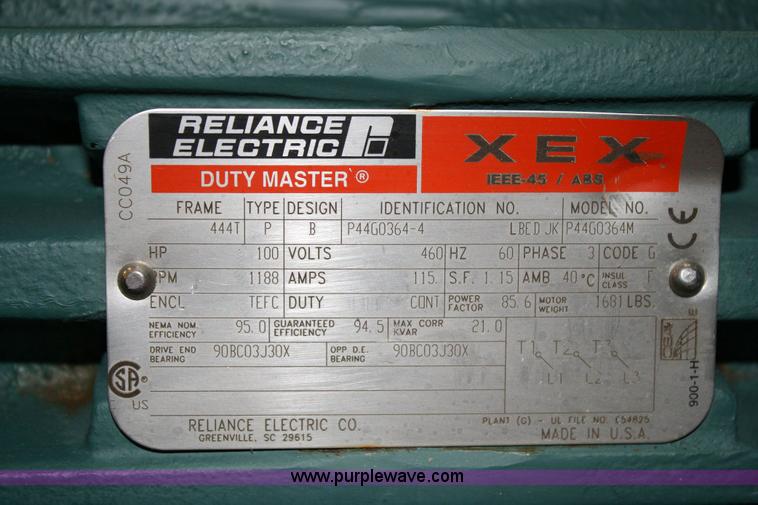 RELIANCE ELECTRIC
DUTY MASTER®
XEX
IEEE-45 / ABS
CC049A
FRAME TYPE DESIGN IDENTIFICATION NO. MODEL NO.
444T P B P44G0364-4 LBED JK P44G0364M
HP 100 VOLTS 460 HZ 60 PHASE 3 CODE G
RPM 1188 AMPS 115. S.F. 1.15 AMB 40°C INSUL CLASS F
ENCL TEFC DUTY CONT POWER FACTOR 85.6 MOTOR WEIGHT 1681 LBS.
NEMA NOM. EFFICIENCY 95.0 GUARANTEED EFFICIENCY 94.5 MAX CORR KVAR 21.0
DRIVE END BEARING 90BC03J30X OPP D.E. BEARING 90BC03J30X
T1 T2 T3
L1 L2 L3
CE
SA
US
900-1-H
RELIANCE ELECTRIC CO.
GREENVILLE, SC 29615
PLANT (G) - UL FILE NO. E54825
MADE IN U.S.A.
www.purplewave.com